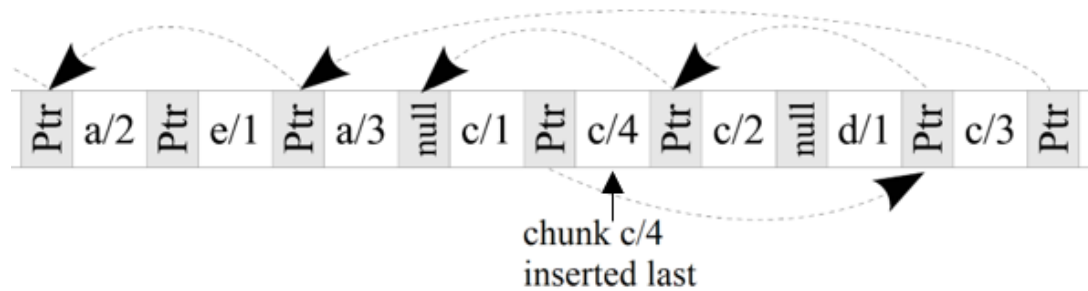 Ptr a/2 Ptr e/1 Ptr a/3 null c/1 Ptr c/4 Ptr c/2 null d/1 Ptr c/3 Ptr
chunk c/4
inserted last